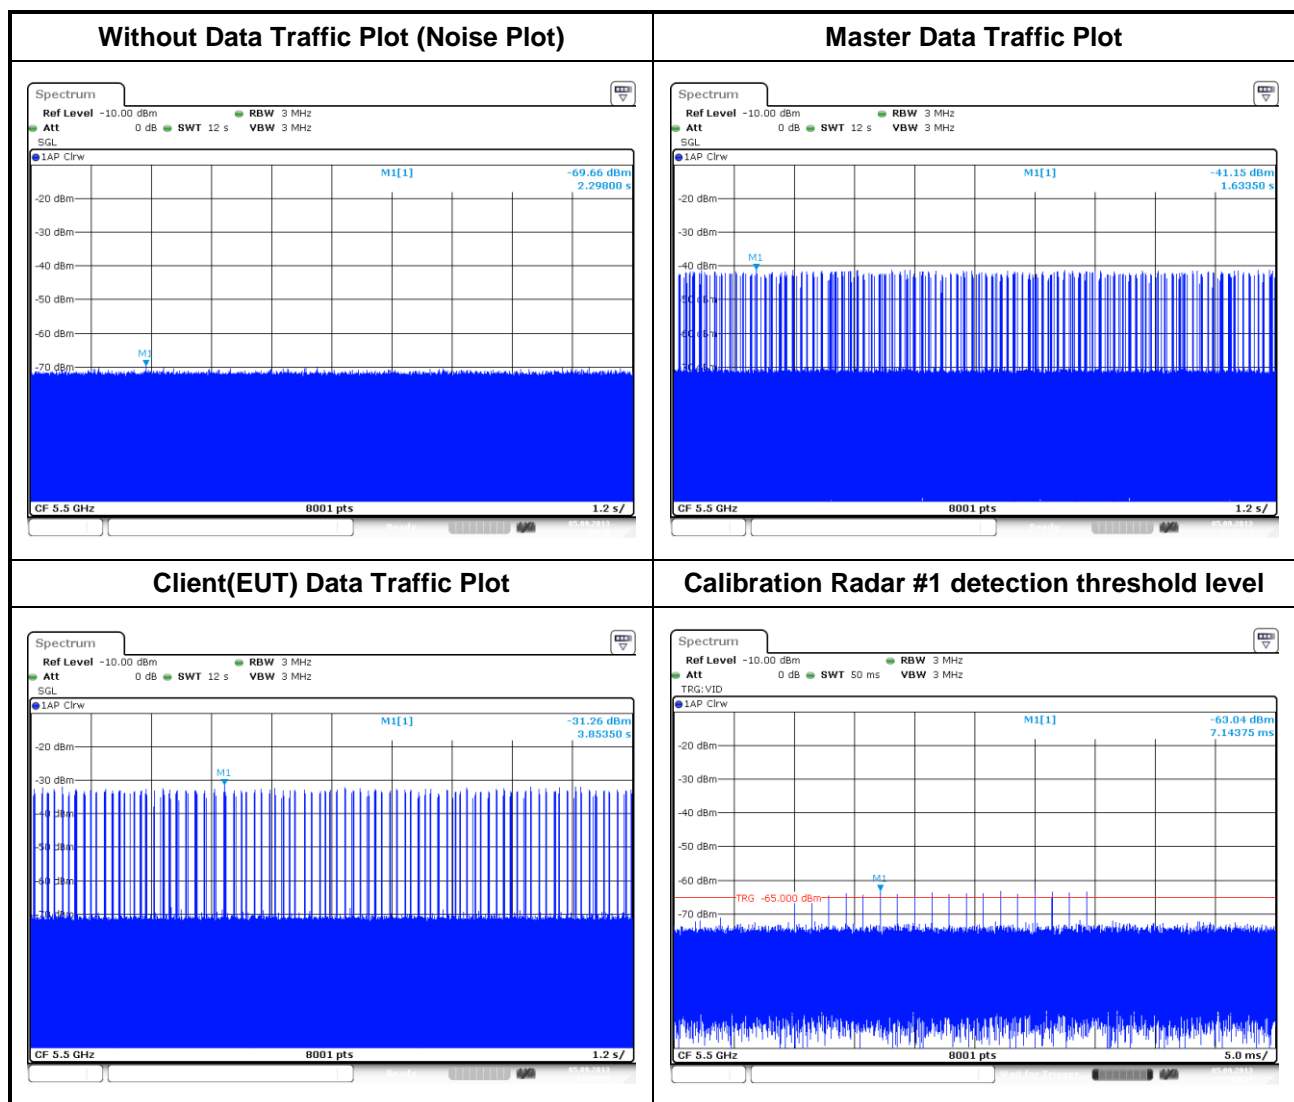 Without Data Traffic Plot (Noise Plot)
Spectrum
Ref Level -10.00 dBm RBW 3 MHz
Att 0 dB SWT 12 s VBW 3 MHz
SGL
1AP Clrw
M1[1] -69.66 dBm
2.29800 s
-20 dBm
-30 dBm
-40 dBm
-50 dBm
-60 dBm
M1
-70 dBm
CF 5.5 GHz 8001 pts 1.2 s/
Master Data Traffic Plot
Spectrum
Ref Level -10.00 dBm RBW 3 MHz
Att 0 dB SWT 12 s VBW 3 MHz
SGL
1AP Clrw
M1[1] -41.15 dBm
1.63350 s
-20 dBm
-30 dBm
M1
-40 dBm
CF 5.5 GHz 8001 pts 1.2 s/
Client(EUT) Data Traffic Plot
Spectrum
Ref Level -10.00 dBm RBW 3 MHz
Att 0 dB SWT 12 s VBW 3 MHz
SGL
1AP Clrw
M1[1] -31.26 dBm
3.85350 s
-20 dBm
M1
-30 dBm
-40 dBm
-50 dBm
-60 dBm
-70 dBm
CF 5.5 GHz 8001 pts 1.2 s/
Calibration Radar #1 detection threshold level
Spectrum
Ref Level -10.00 dBm RBW 3 MHz
Att 0 dB SWT 50 ms VBW 3 MHz
TRG:VID
1AP Clrw
M1[1] -63.04 dBm
7.14375 ms
-20 dBm
-30 dBm
-40 dBm
-50 dBm
-60 dBm
M1
TRG -65.000 dBm
-70 dBm
CF 5.5 GHz 8001 pts 5.0 ms/